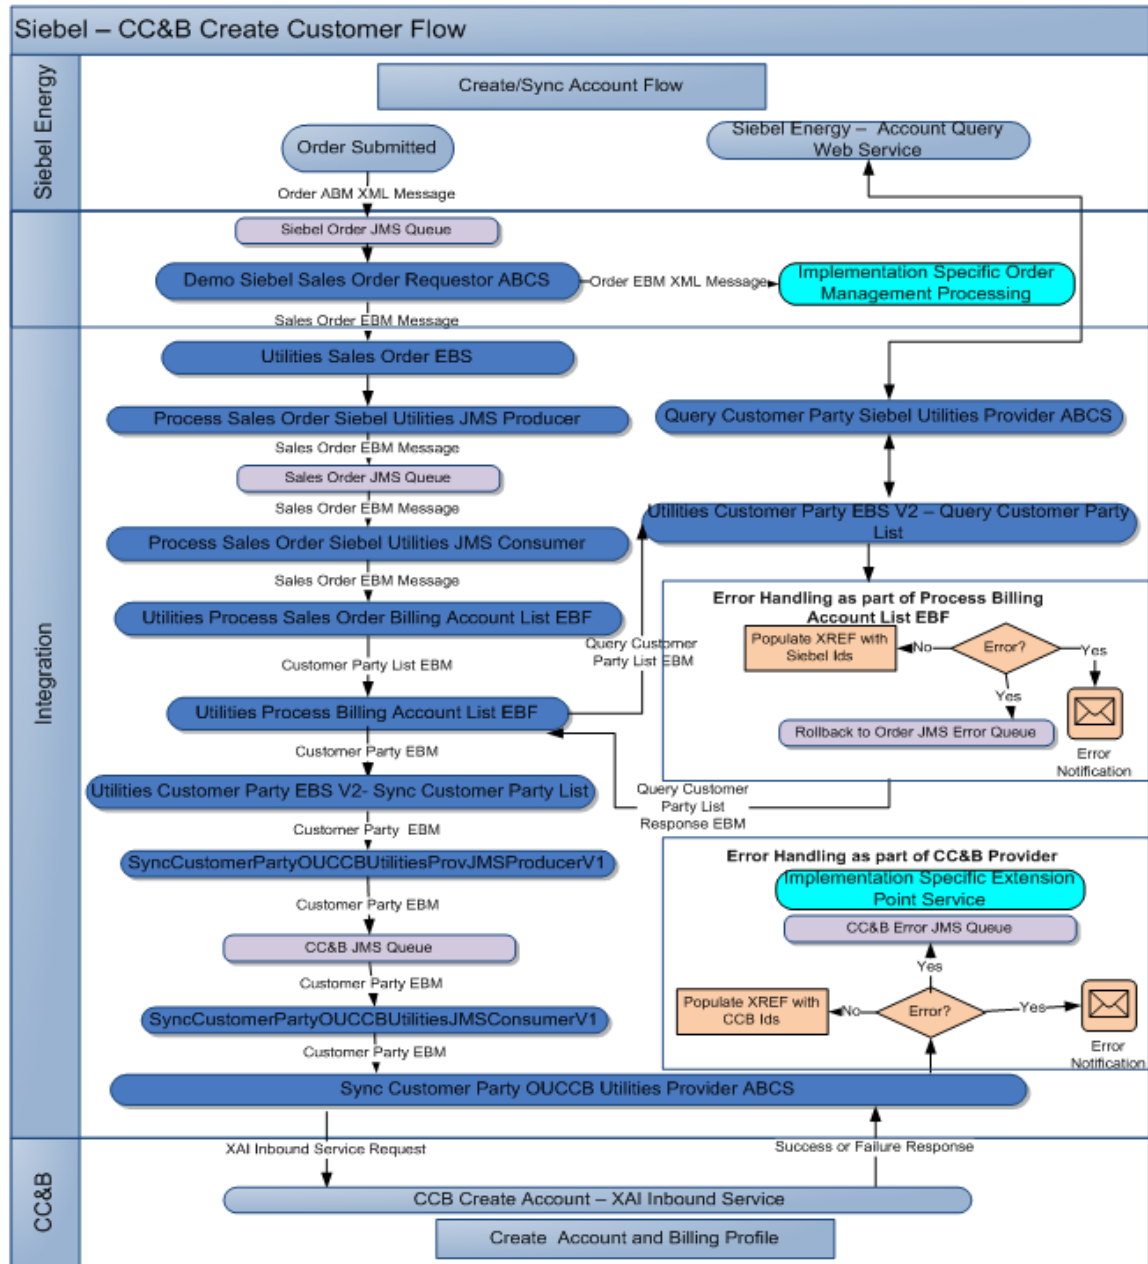 Siebel – CC&B Create Customer Flow
Siebel Energy
Create/Sync Account Flow
Order Submitted
Siebel Energy – Account Query
Web Service
Order ABM XML Message
Siebel Order JMS Queue
Demo Siebel Sales Order Requestor ABCS
Order EBM XML Message
Implementation Specific Order
Management Processing
Sales Order EBM Message
Integration
Utilities Sales Order EBS
Process Sales Order Siebel Utilities JMS Producer
Query Customer Party Siebel Utilities Provider ABCS
Sales Order EBM Message
Sales Order JMS Queue
Sales Order EBM Message
Utilities Customer Party EBS V2 – Query Customer Party
List
Process Sales Order Siebel Utilities JMS Consumer
Sales Order EBM Message
Utilities Process Sales Order Billing Account List EBF
Customer Party List EBM
Query Customer
Party List EBM
Error Handling as part of Process Billing
Account List EBF
Populate XREF with
Siebel Ids
No
Error?
Yes
Yes
Rollback to Order JMS Error Queue
Error
Notification
Utilities Process Billing Account List EBF
Customer Party EBM
Utilities Customer Party EBS V2- Sync Customer Party List
Query Customer
Party List
Response EBM
Customer Party EBM
SyncCustomerPartyOUCCBUtilitiesProvJMSProducerV1
Customer Party EBM
CC&B JMS Queue
Customer Party EBM
SyncCustomerPartyOUCCBUtilitiesJMSConsumerV1
Customer Party EBM
Error Handling as part of CC&B Provider
Implementation Specific Extension
Point Service
CC&B Error JMS Queue
Yes
Populate XREF with
CCB Ids
No
Error?
Yes
Error
Notification
Sync Customer Party OUCCB Utilities Provider ABCS
XAI Inbound Service Request
Success or Failure Response
CC&B
CCB Create Account – XAI Inbound Service
Create Account and Billing Profile